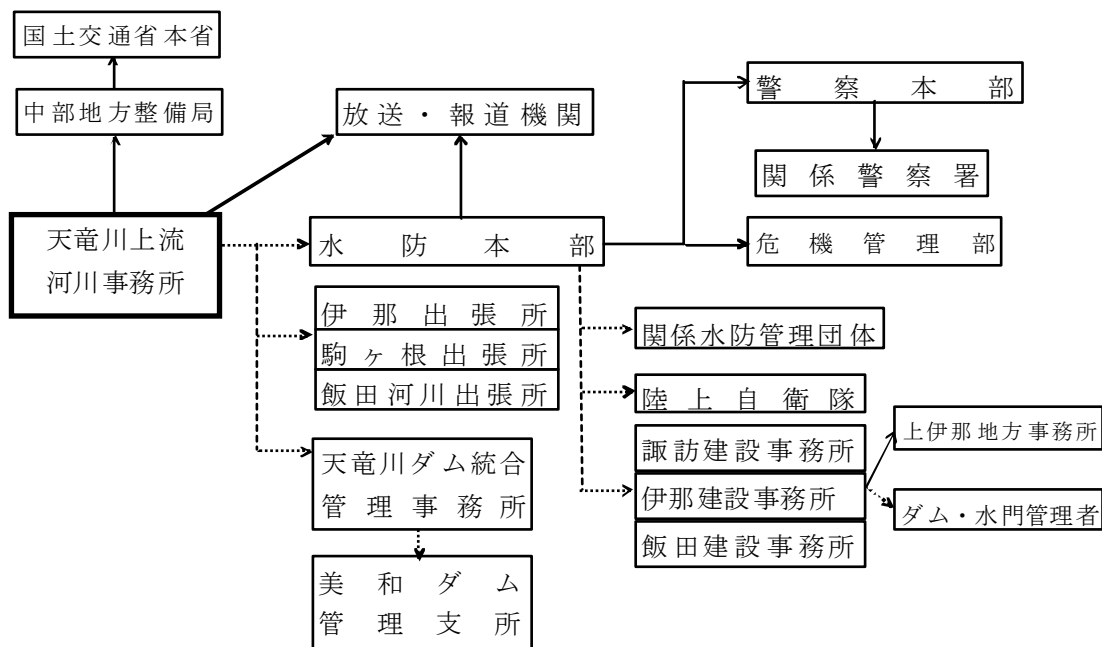 国土交通省本省
中部地方整備局
放送・報道機関
警察本部
関係警察署
天竜川上流
河川事務所
水防本部
危機管理部
伊那出張所
駒ヶ根出張所
飯田河川出張所
関係水防管理団体
陸上自衛隊
上伊那地方事務所
天竜川ダム統合
管理事務所
諏訪建設事務所
伊那建設事務所
飯田建設事務所
ダム・水門管理者
美和ダム
管理支所